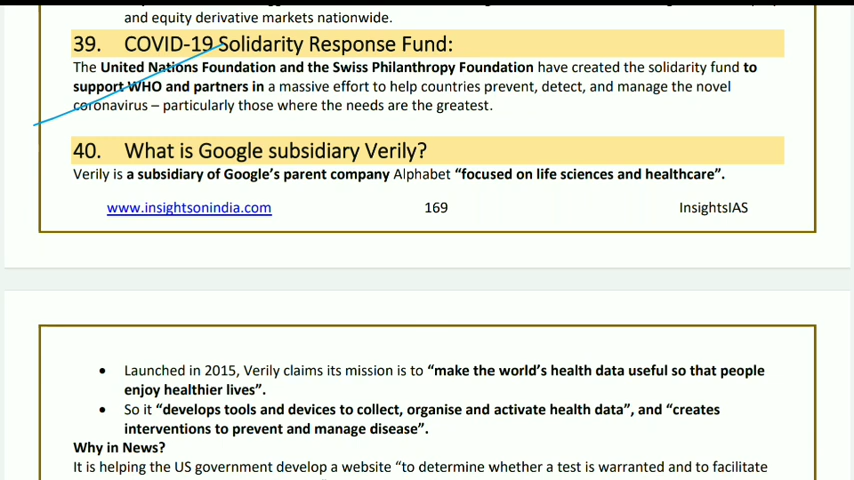 and equity derivative markets nationwide.
39. COVID-19 Solidarity Response Fund:
The United Nations Foundation and the Swiss Philanthropy Foundation have created the solidarity fund to
support WHO and partners in a massive effort to help countries prevent, detect, and manage the novel
coronavirus – particularly those where the needs are the greatest.
40. What is Google subsidiary Verily?
Verily is a subsidiary of Google's parent company Alphabet “focused on life sciences and healthcare”.
www.insightsonindia.com 169 InsightsIAS
• Launched in 2015, Verily claims its mission is to “make the world's health data useful so that people
enjoy healthier lives”.
• So it “develops tools and devices to collect, organise and activate health data”, and “creates
interventions to prevent and manage disease”.
Why in News?
It is helping the US government develop a website “to determine whether a test is warranted and to facilitate